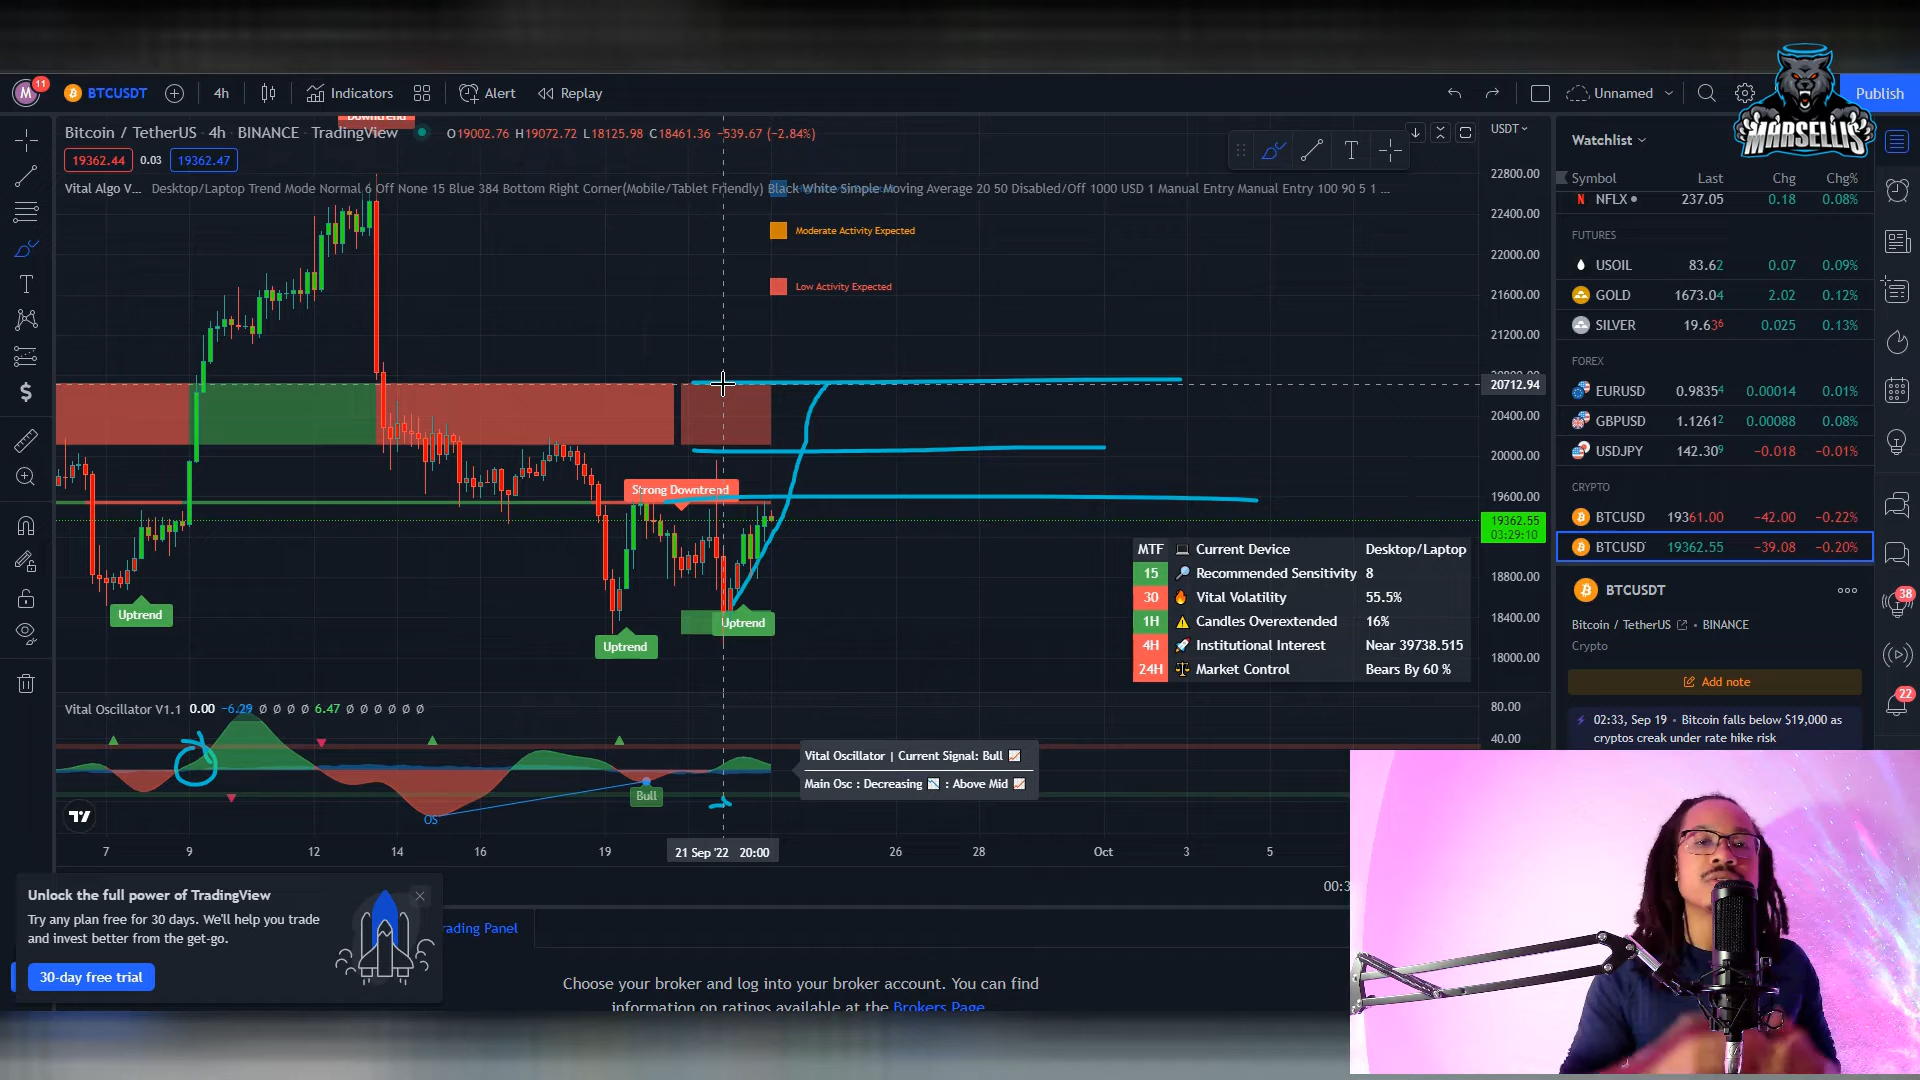 M 11 BTCUSDT 4h Indicators Alert Replay Unnamed Publish
MARSELLIS
Downtrend
Bitcoin / TetherUS · 4h · BINANCE · TradingView O19002.76 H19072.72 L18125.98 C18461.36 −539.67 (−2.84%)
19362.44 0.03 19362.47
Vital Algo V... Desktop/Laptop Trend Mode Normal 6 Off None 15 Blue 384 Bottom Right Corner(Mobile/Tablet Friendly) Black White Simple Moving Average 20 50 Disabled/Off 1000 USD 1 Manual Entry Manual Entry 100 90 5 1 ...
Moderate Activity Expected
Low Activity Expected
USDT
22800.00
22400.00
22000.00
21600.00
21200.00
20712.94
20400.00
20000.00
19600.00
19362.55
03:29:10
18800.00
18400.00
18000.00
Strong Downtrend
Uptrend
Uptrend
Uptrend
MTF Current Device Desktop/Laptop
15 Recommended Sensitivity 8
30 Vital Volatility 55.5%
1H Candles Overextended 16%
4H Institutional Interest Near 39738.515
24H Market Control Bears By 60 %
Vital Oscillator V1.1 0.00 −6.29 ø ø ø ø 6.47 ø ø ø ø ø ø
80.00
40.00
Vital Oscillator | Current Signal: Bull
Main Osc : Decreasing : Above Mid
Bull
OS
7 9 12 14 16 19 21 Sep '22 20:00 26 28 Oct 3 5
00:3
Unlock the full power of TradingView
Try any plan free for 30 days. We'll help you trade
and invest better from the get-go.
30-day free trial
rading Panel
Choose your broker and log into your broker account. You can find
information on ratings available at the Brokers Page
Watchlist
Symbol Last Chg Chg%
NFLX 237.05 0.18 0.08%
FUTURES
USOIL 83.62 0.07 0.09%
GOLD 1673.04 2.02 0.12%
SILVER 19.636 0.025 0.13%
FOREX
EURUSD 0.98354 0.00014 0.01%
GBPUSD 1.12612 0.00088 0.08%
USDJPY 142.309 −0.018 −0.01%
CRYPTO
BTCUSD 19361.00 −42.00 −0.22%
BTCUSD 19362.55 −39.08 −0.20%
BTCUSDT
Bitcoin / TetherUS · BINANCE
Crypto
Add note
02:33, Sep 19 · Bitcoin falls below $19,000 as
cryptos creak under rate hike risk
38
22